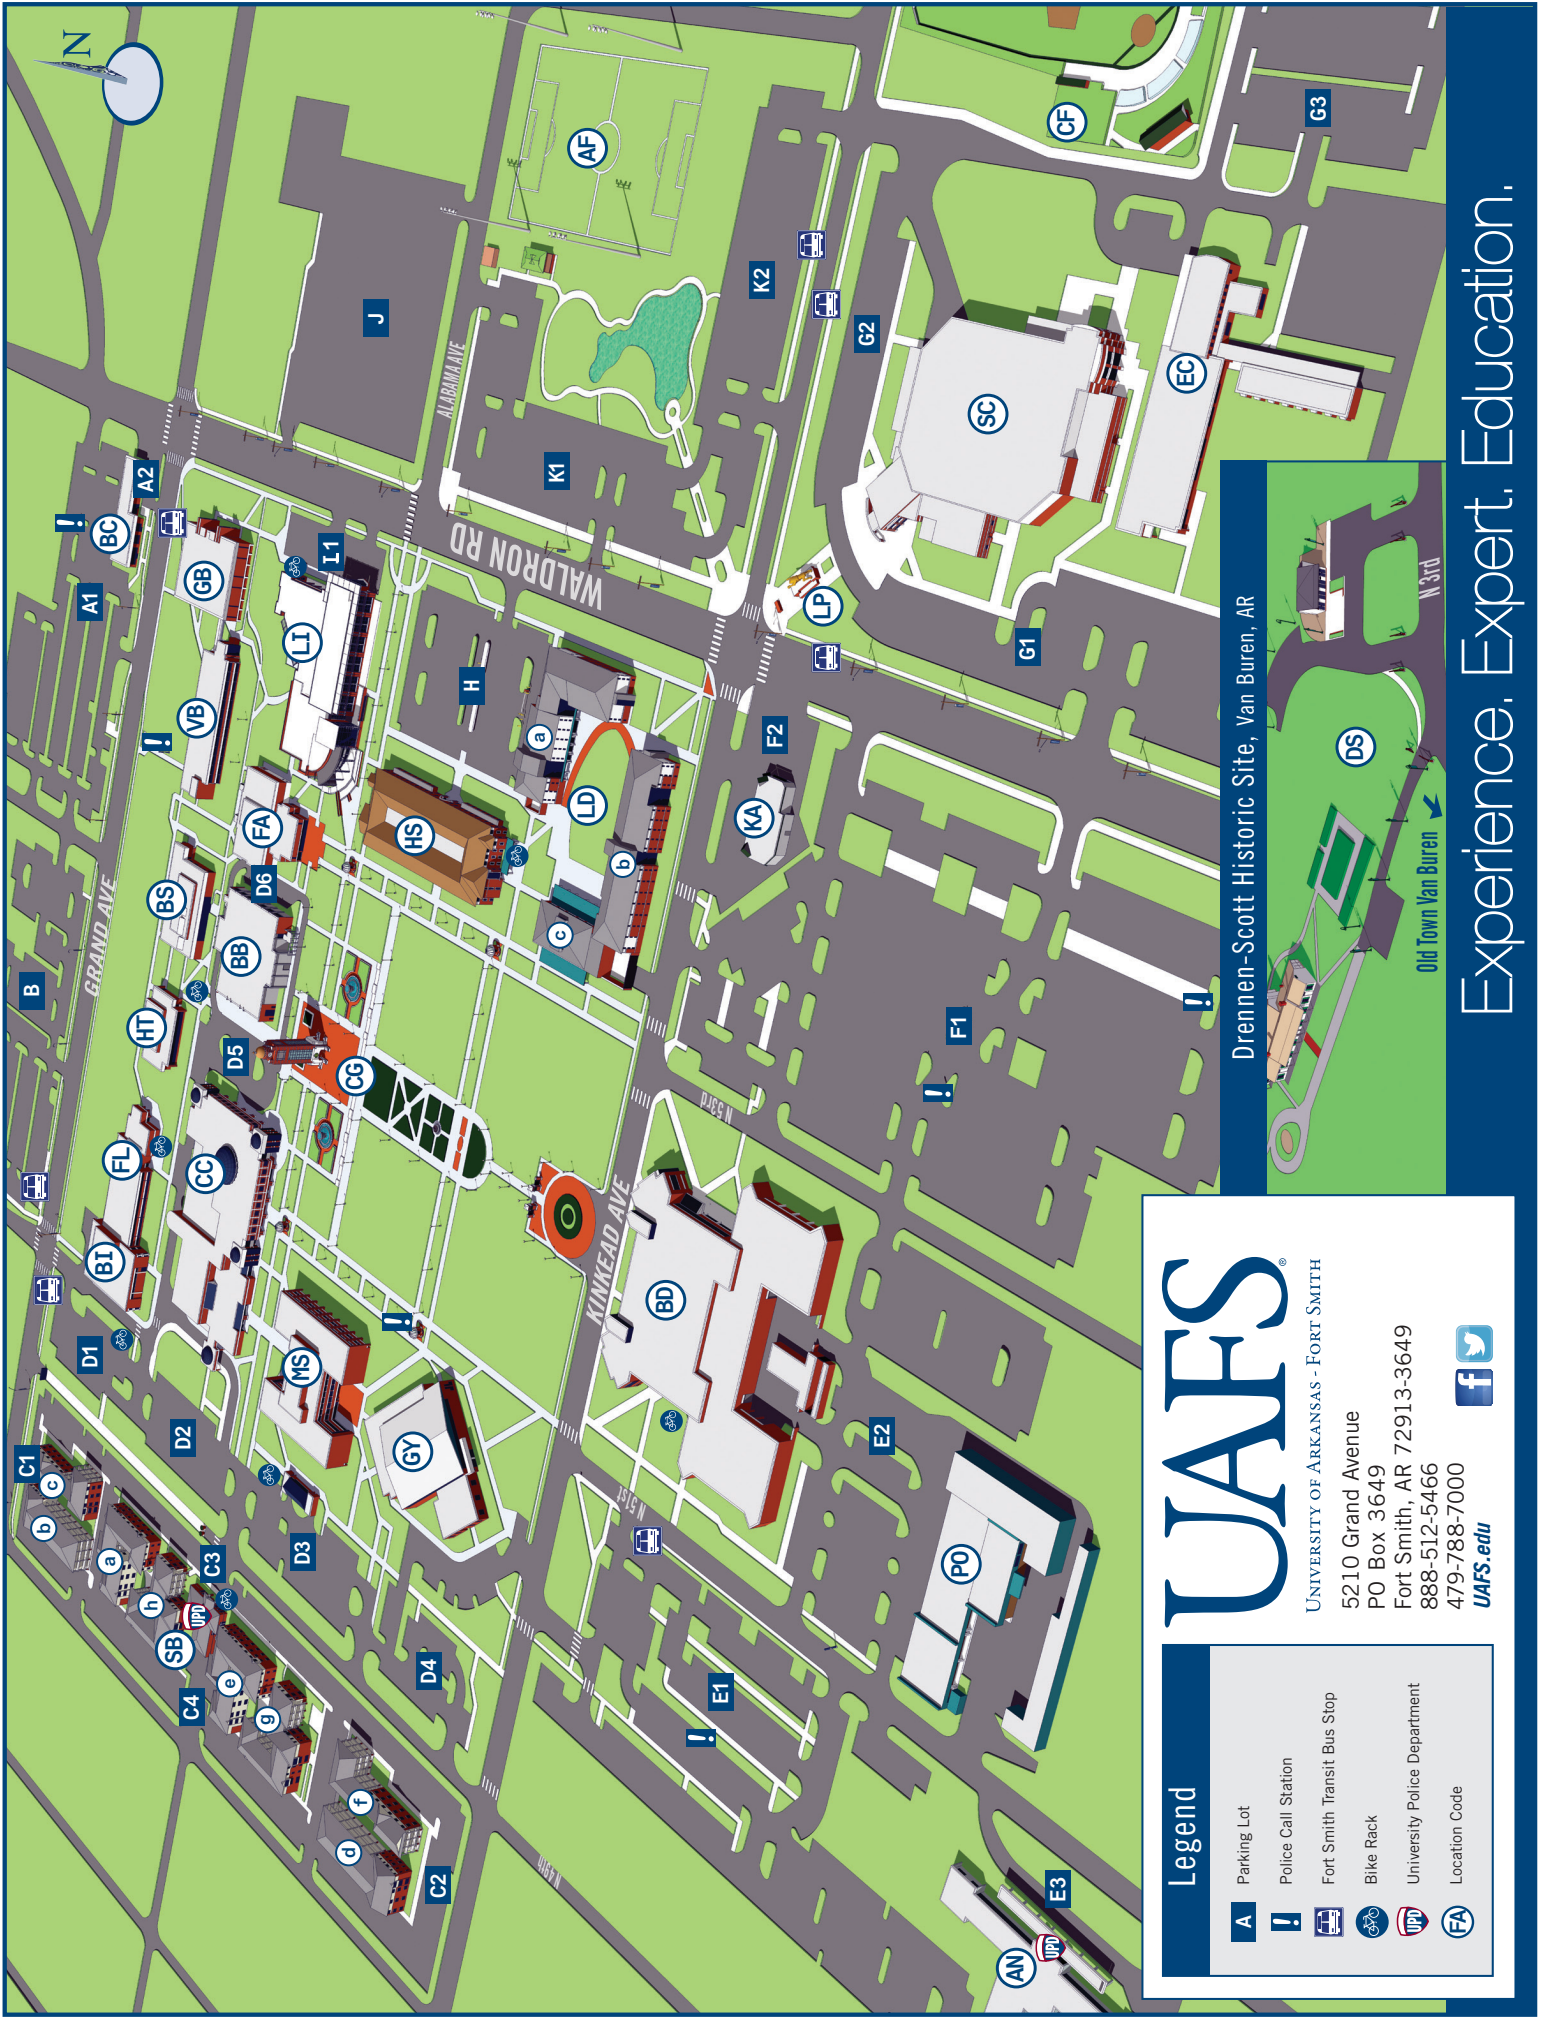 N
A1
A2
BC
GB
VB
LI
L1
J
ALABAMA AVE
AF
K1
K2
WALDRON RD
H
HS
LD
a
b
c
LP
G1
G2
G3
CF
SC
EC
B
GRAND AVE
HT
BS
FA
BB
D5
D6
CG
FL
BI
CC
MS
GY
D1
D2
D3
D4
C1
C2
C3
C4
c
b
a
h
SB
UPD
e
g
f
d
KINKEAD AVE
N 53rd
N 51st
N 49th
KA
F1
F2
BD
PO
E1
E2
E3
AN
UPD
Drennen-Scott Historic Site, Van Buren, AR
N 3rd
DS
Old Town Van Buren
Legend
A Parking Lot
! Police Call Station
Fort Smith Transit Bus Stop
Bike Rack
UPD University Police Department
FA Location Code
UAFS®
UNIVERSITY OF ARKANSAS - FORT SMITH
5210 Grand Avenue
PO Box 3649
Fort Smith, AR 72913-3649
888-512-5466
479-788-7000
UAFS.edu
f
Experience. Expert. Education.